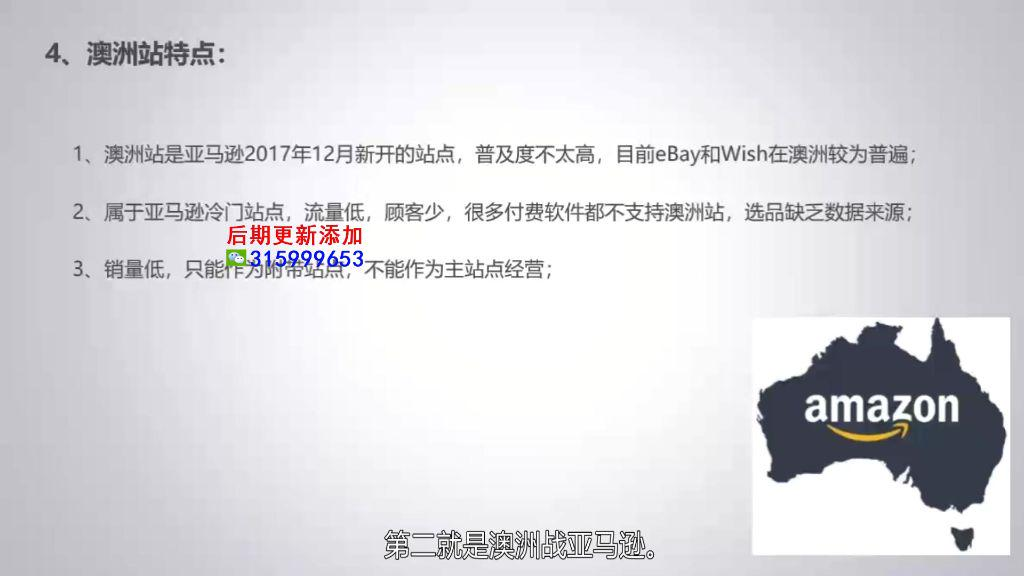 4、澳洲站特点：
1、澳洲站是亚马逊2017年12月新开的站点，普及度不太高，目前eBay和Wish在澳洲较为普遍；
2、属于亚马逊冷门站点，流量低，顾客少，很多付费软件都不支持澳洲站，选品缺乏数据来源；
后期更新添加
315999653
3、销量低，只能作为附带站点，不能作为主站点经营；
amazon
第二就是澳洲战亚马逊。